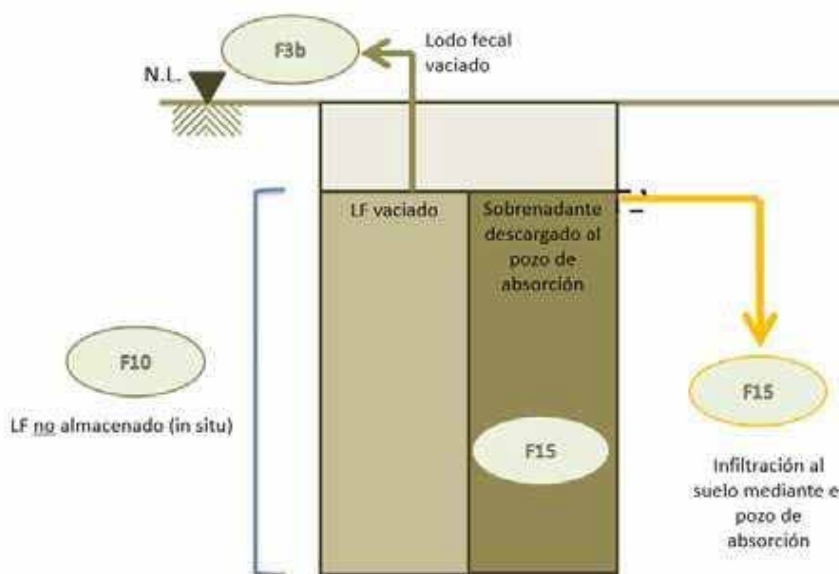 F3b
Lodo fecal
vaciado
N.L.
LF vaciado
Sobrenadante
descargado al
pozo de
absorción
F10
LF no almacenado (in situ)
F15
F15
Infiltración al
suelo mediante e
pozo de
absorción